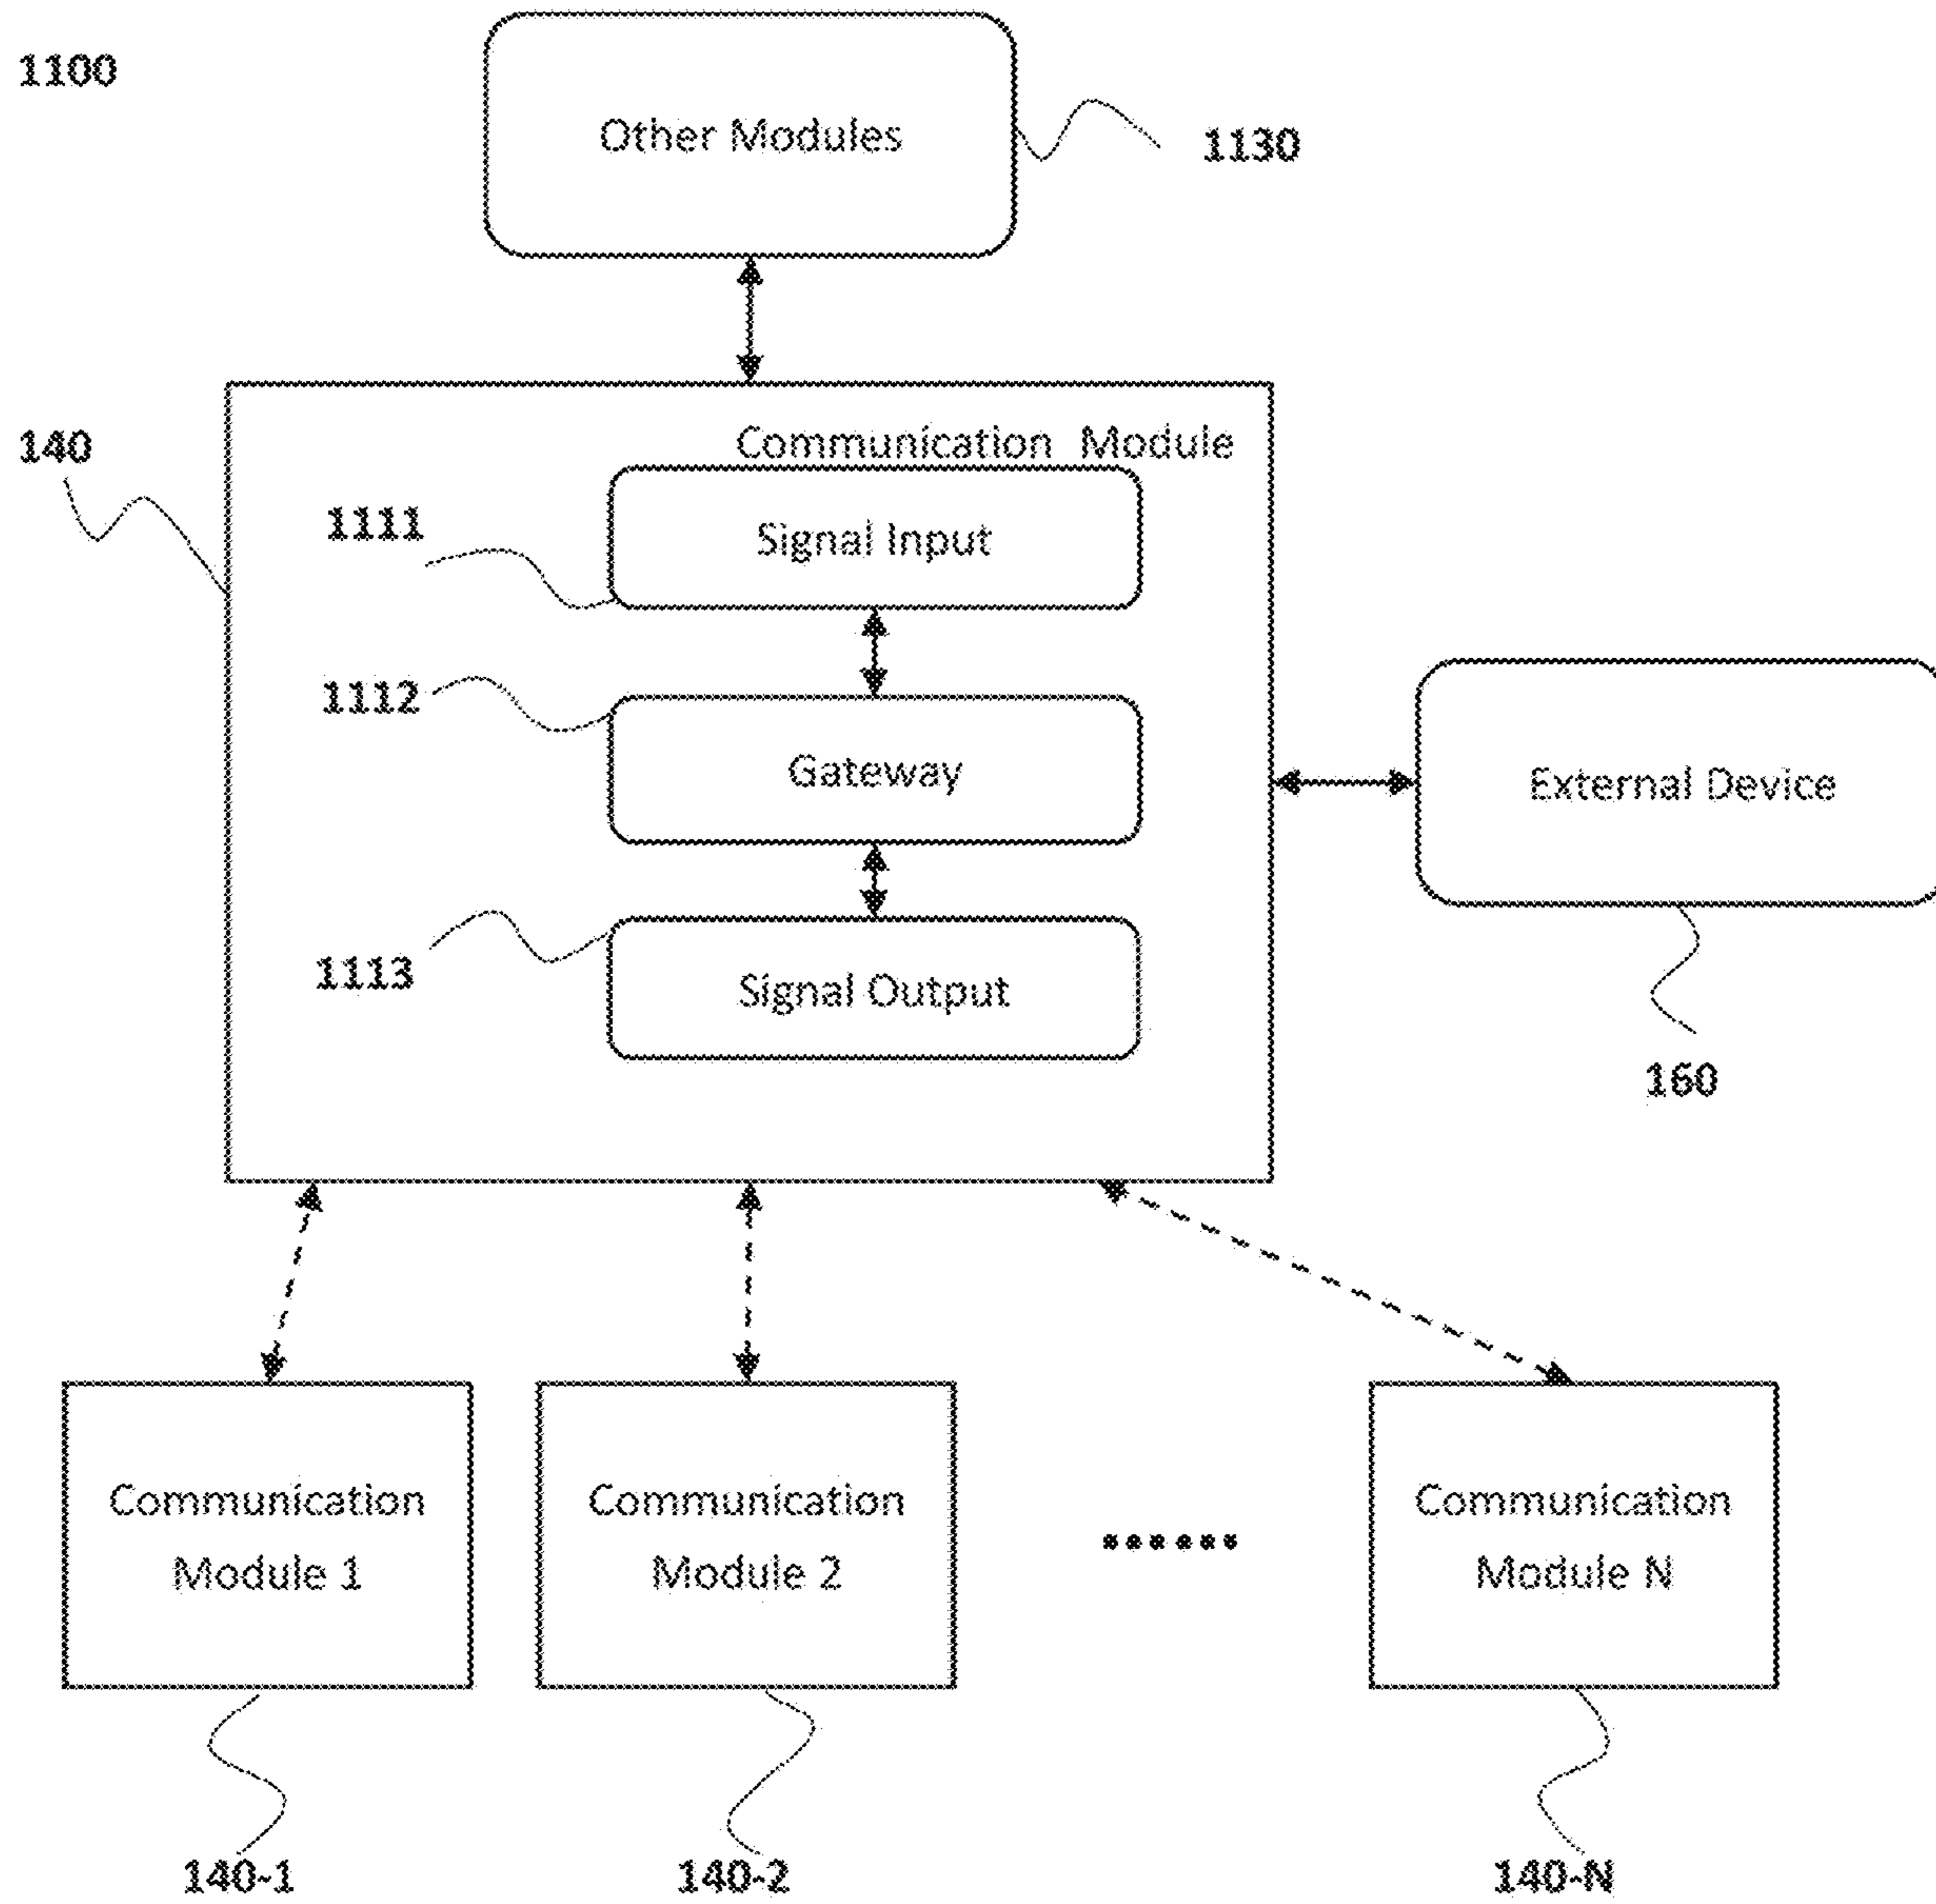 1100
Other Modules
1130
140
Communication Module
1111
Signal Input
1112
Gateway
External Device
1113
Signal Output
160
Communication
Module 1
Communication
Module 2
......
Communication
Module N
140-1
140-2
140-N